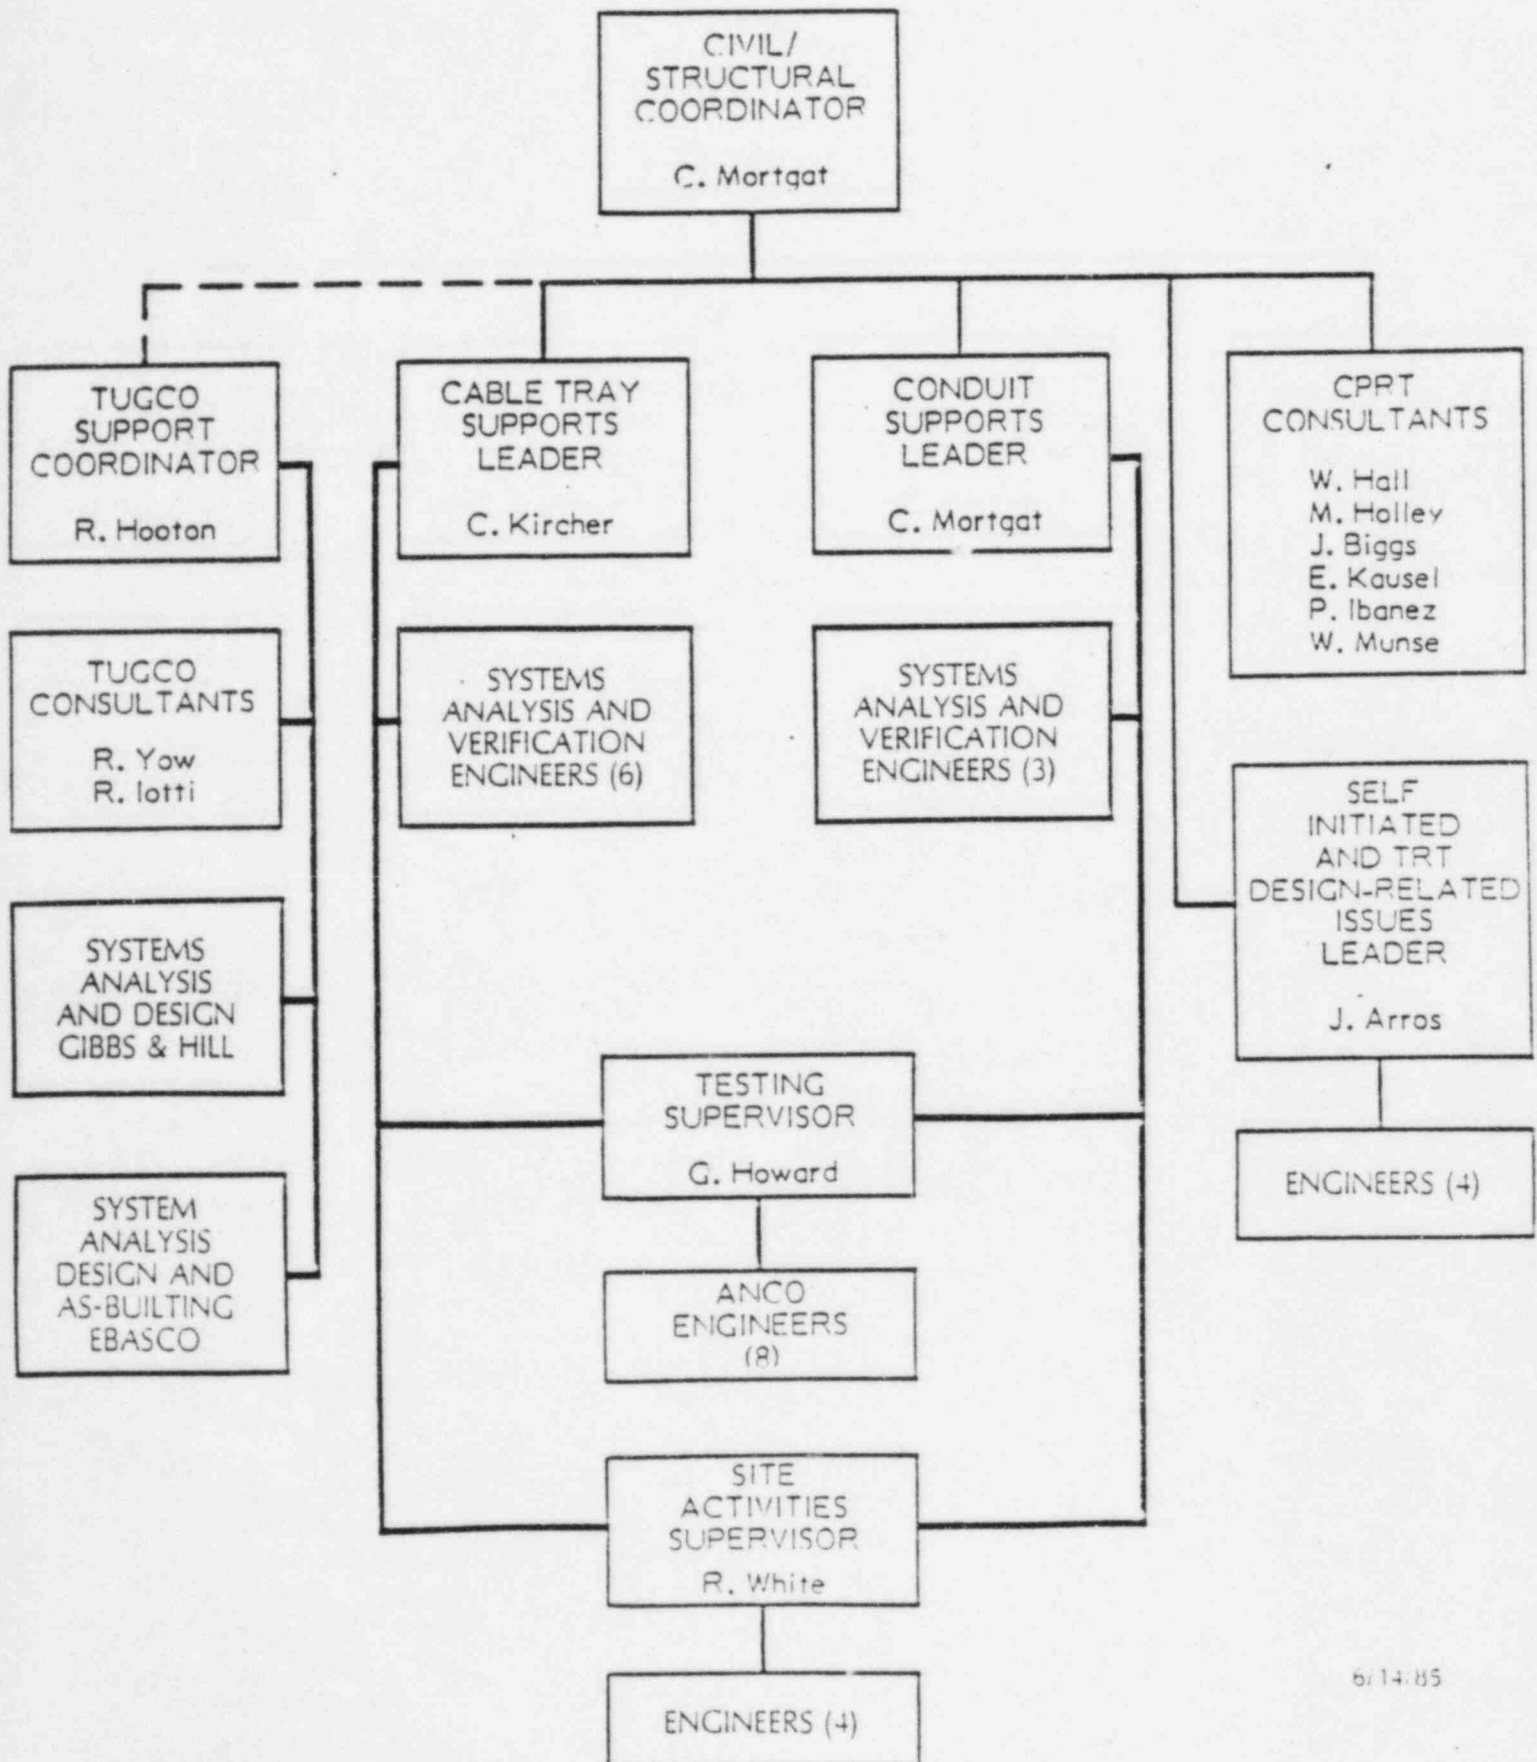 CIVIL/
STRUCTURAL
COORDINATOR
C. Mortgat
TUGCO
SUPPORT
COORDINATOR
R. Hooton
CABLE TRAY
SUPPORTS
LEADER
C. Kircher
CONDUIT
SUPPORTS
LEADER
C. Mortgat
CPRT
CONSULTANTS
W. Hall
M. Holley
J. Biggs
E. Kausel
P. Ibanez
W. Munse
TUGCO
CONSULTANTS
R. Yow
R. Iotti
SYSTEMS
ANALYSIS AND
VERIFICATION
ENGINEERS (6)
SYSTEMS
ANALYSIS AND
VERIFICATION
ENGINEERS (3)
SELF
INITIATED
AND TRT
DESIGN-RELATED
ISSUES
LEADER
J. Arros
SYSTEMS
ANALYSIS
AND DESIGN
GIBBS & HILL
TESTING
SUPERVISOR
G. Howard
ENGINEERS (4)
SYSTEM
ANALYSIS
DESIGN AND
AS-BUILTING
EBASCO
ANCO
ENGINEERS
(8)
SITE
ACTIVITIES
SUPERVISOR
R. White
ENGINEERS (4)
6/14/85